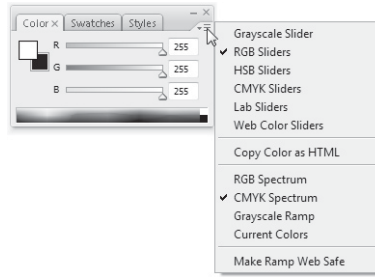 Color × Swatches Styles
R 255
G 255
B 255
Grayscale Slider
✓ RGB Sliders
HSB Sliders
CMYK Sliders
Lab Sliders
Web Color Sliders
Copy Color as HTML
RGB Spectrum
✓ CMYK Spectrum
Grayscale Ramp
Current Colors
Make Ramp Web Safe